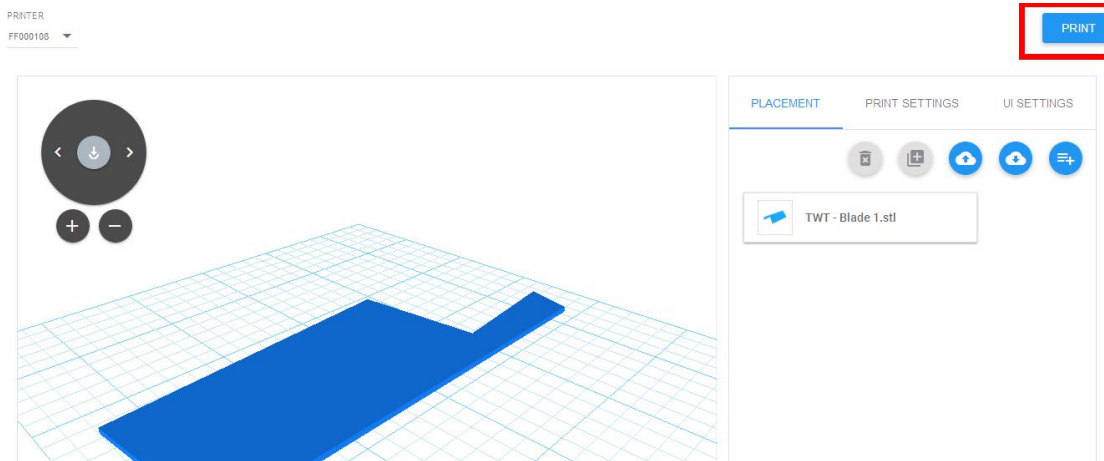 PRINTER
FF000108
PRINT
PLACEMENT PRINT SETTINGS UI SETTINGS
TWT - Blade 1.stl